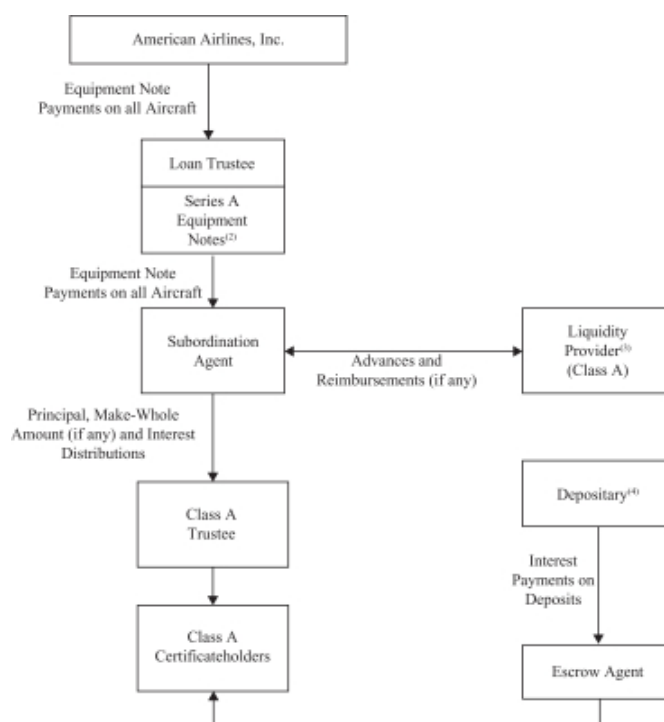 American Airlines, Inc.
Equipment Note
Payments on all Aircraft
Loan Trustee
Series A
Equipment
Notes(2)
Equipment Note
Payments on all Aircraft
Subordination
Agent
Advances and
Reimbursements (if any)
Liquidity
Provider(3)
(Class A)
Principal, Make-Whole
Amount (if any) and Interest
Distributions
Class A
Trustee
Depositary(4)
Interest
Payments on
Deposits
Class A
Certificateholders
Escrow Agent